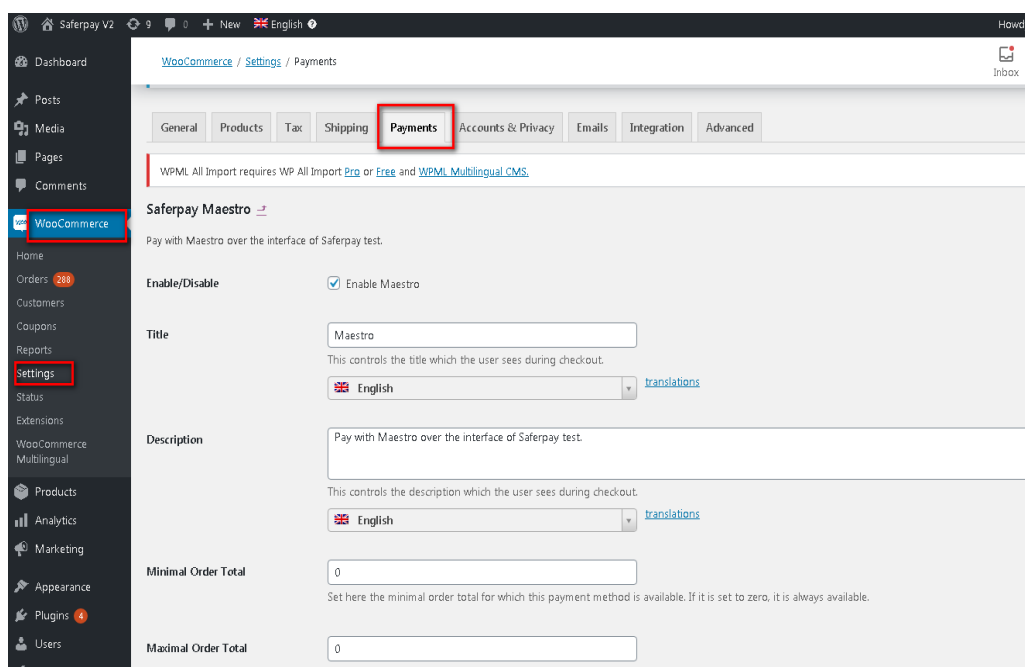 Saferpay V2 9 0 New English
Howd
Dashboard
Posts
Media
Pages
Comments
WooCommerce
Home
Orders 288
Customers
Coupons
Reports
Settings
Status
Extensions
WooCommerce
Multilingual
Products
Analytics
Marketing
Appearance
Plugins 4
Users
WooCommerce / Settings / Payments
Inbox
General Products Tax Shipping Payments Accounts & Privacy Emails Integration Advanced
WPML All Import requires WP All Import Pro or Free and WPML Multilingual CMS.
Saferpay Maestro
Pay with Maestro over the interface of Saferpay test.
Enable/Disable Enable Maestro
Title Maestro
This controls the title which the user sees during checkout.
English translations
Description Pay with Maestro over the interface of Saferpay test.
This controls the description which the user sees during checkout.
English translations
Minimal Order Total 0
Set here the minimal order total for which this payment method is available. If it is set to zero, it is always available.
Maximal Order Total 0